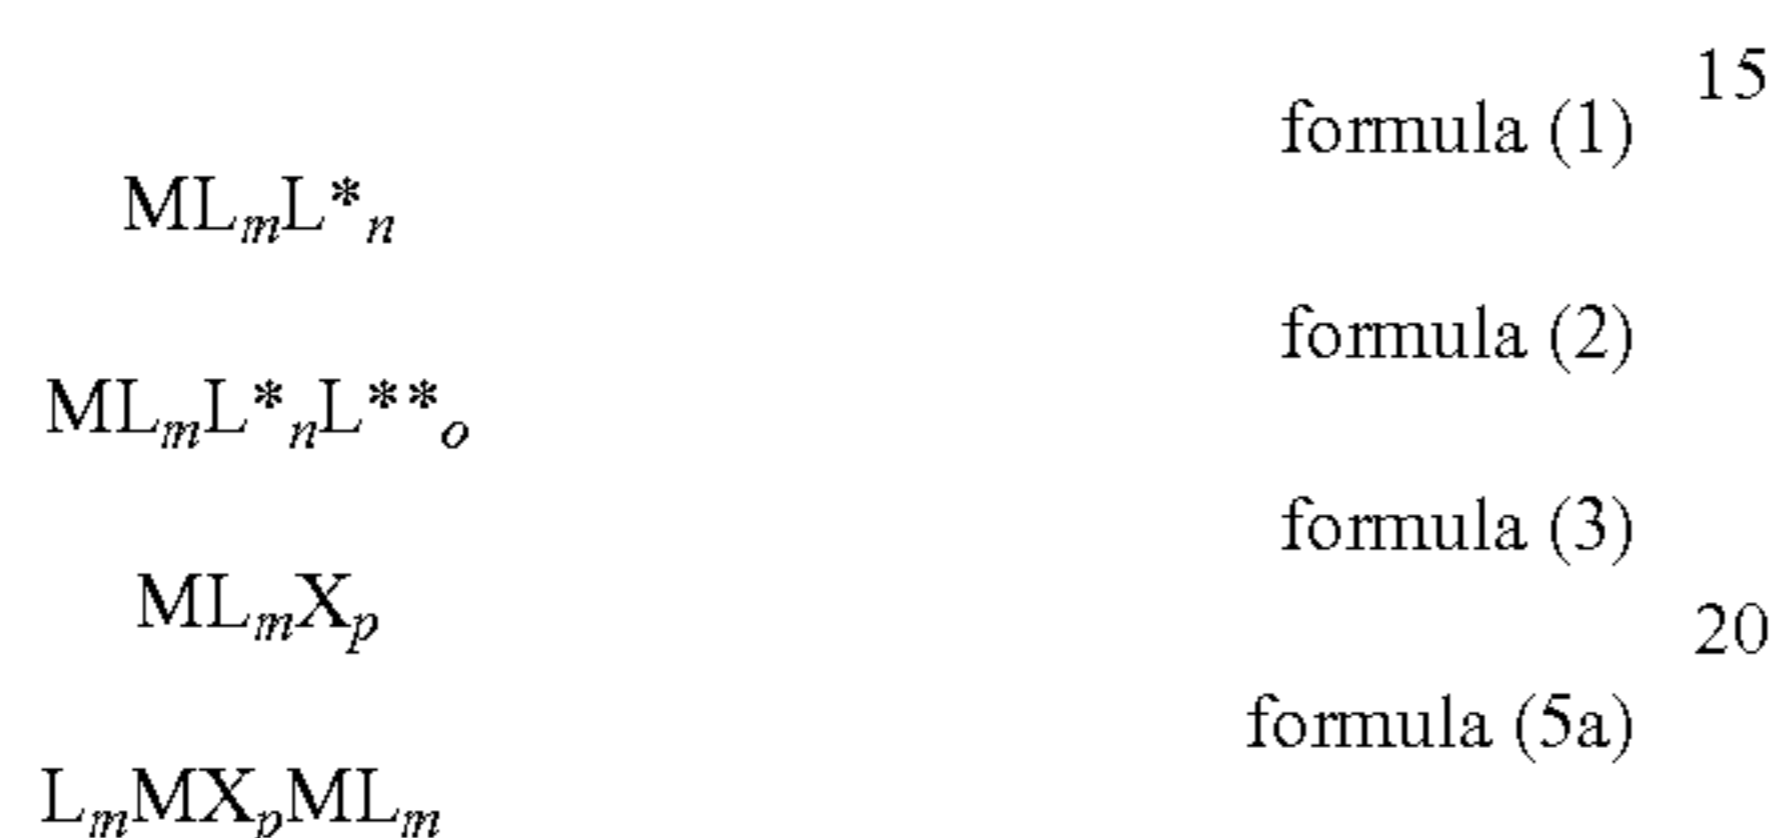 15
formula (1)
MLₘL*ₙ
formula (2)
MLₘL*ₙL**ₒ
formula (3)
MLₘXₚ
20
formula (5a)
LₘMXₚMLₘ